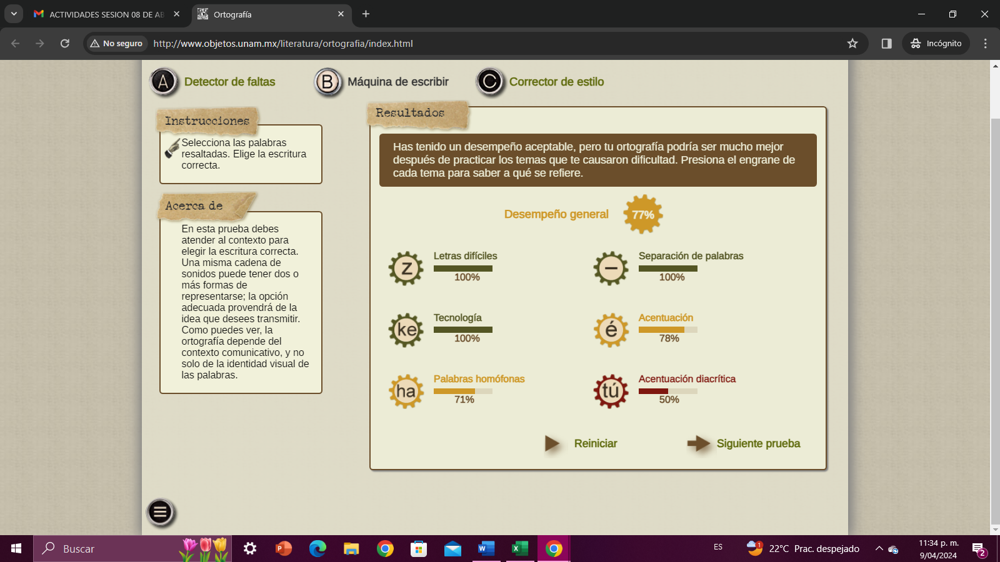 ACTIVIDADES SESION 08 DE AB
Ortografía
No seguro
http://www.objetos.unam.mx/literatura/ortografia/index.html
Incógnito
A Detector de faltas
B Máquina de escribir
C Corrector de estilo
Instrucciones
Selecciona las palabras
resaltadas. Elige la escritura
correcta.
Acerca de
En esta prueba debes
atender al contexto para
elegir la escritura correcta.
Una misma cadena de
sonidos puede tener dos o
más formas de
representarse; la opción
adecuada provendrá de la
idea que desees transmitir.
Como puedes ver, la
ortografía depende del
contexto comunicativo, y no
solo de la identidad visual de
las palabras.
Resultados
Has tenido un desempeño aceptable, pero tu ortografía podría ser mucho mejor
después de practicar los temas que te causaron dificultad. Presiona el engrane de
cada tema para saber a qué se refiere.
Desempeño general 77%
z Letras difíciles
100%
– Separación de palabras
100%
ke Tecnología
100%
é Acentuación
78%
ha Palabras homófonas
71%
tú Acentuación diacrítica
50%
Reiniciar
Siguiente prueba
Buscar
P
W
X
ES
1
22°C Prac. despejado
11:34 p. m.
9/04/2024
2